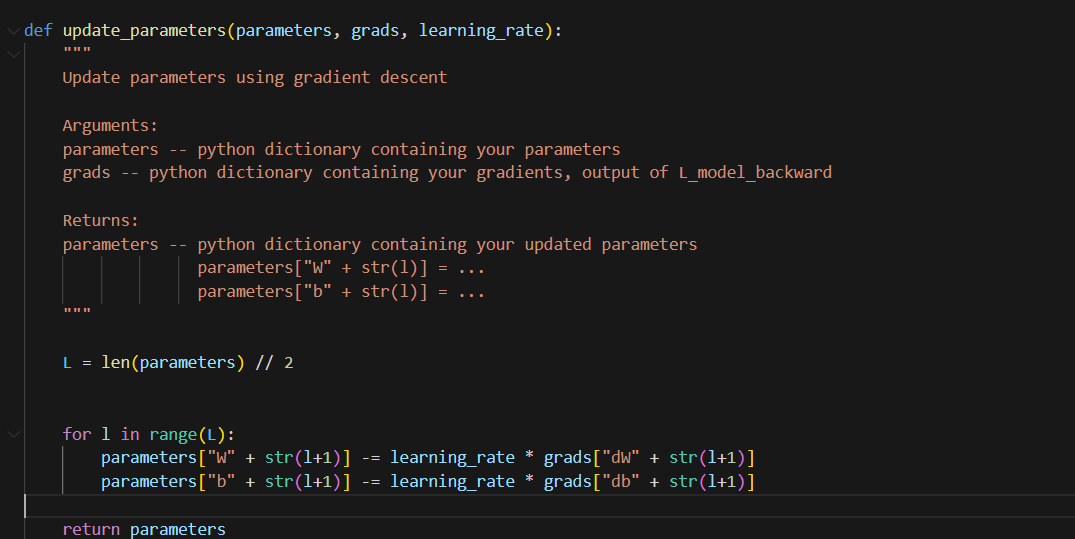 def update_parameters(parameters, grads, learning_rate):
    """
    Update parameters using gradient descent

    Arguments:
    parameters -- python dictionary containing your parameters
    grads -- python dictionary containing your gradients, output of L_model_backward

    Returns:
    parameters -- python dictionary containing your updated parameters
                  parameters["W" + str(l)] = ...
                  parameters["b" + str(l)] = ...
    """

    L = len(parameters) // 2


    for l in range(L):
        parameters["W" + str(l+1)] -= learning_rate * grads["dW" + str(l+1)]
        parameters["b" + str(l+1)] -= learning_rate * grads["db" + str(l+1)]

    return parameters